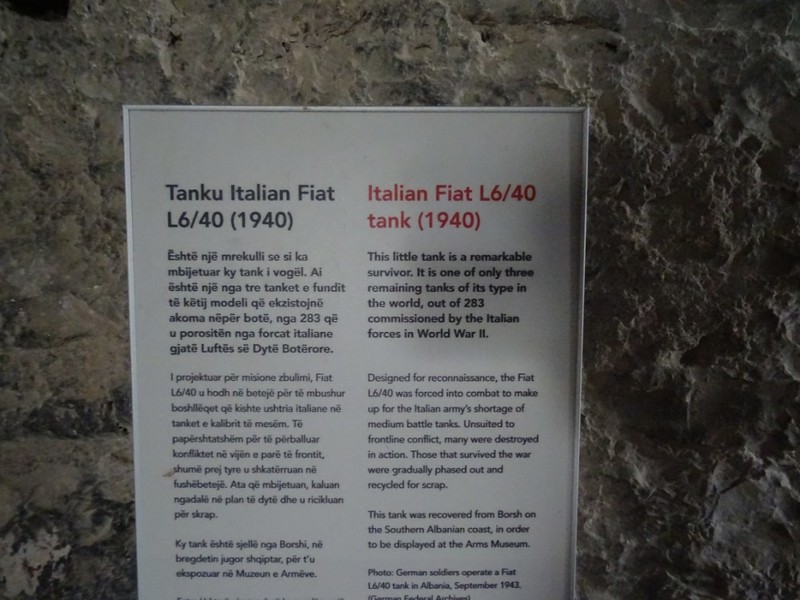 Tanku Italian Fiat
L6/40 (1940)
Është një mrekulli se si ka
mbijetuar ky tank i vogël. Ai
është një nga tre tanket e fundit
të këtij modeli që ekzistojnë
akoma nëpër botë, nga 283 që
u porositën nga forcat italiane
gjatë Luftës së Dytë Botërore.
I projektuar për misione zbulimi, Fiat
L6/40 u hodh në betejë për të mbushur
boshllëqet që kishte ushtria italiane në
tanket e kalibrit të mesëm. Të
papërshtatshëm për të përballuar
konfliktet në vijën e parë të frontit,
shumë prej tyre u shkatërruan në
fushëbetejë. Ata që mbijetuan, kaluan
ngadalë në plan të dytë dhe u ricikluan
për skrap.
Ky tank është sjellë nga Borshi, në
bregdetin jugor shqiptar, për t'u
ekspozuar në Muzeun e Armëve.
Italian Fiat L6/40
tank (1940)
This little tank is a remarkable
survivor. It is one of only three
remaining tanks of its type in
the world, out of 283
commissioned by the Italian
forces in World War II.
Designed for reconnaissance, the Fiat
L6/40 was forced into combat to make
up for the Italian army's shortage of
medium battle tanks. Unsuited to
frontline conflict, many were destroyed
in action. Those that survived the war
were gradually phased out and
recycled for scrap.
This tank was recovered from Borsh on
the Southern Albanian coast, in order
to be displayed at the Arms Museum.
Photo: German soldiers operate a Fiat
L6/40 tank in Albania, September 1943.
(German Federal Archives)